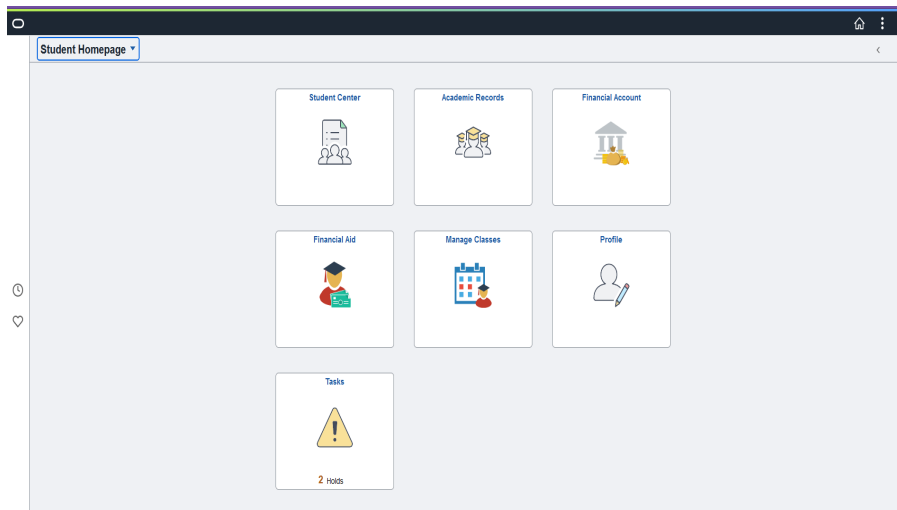 Student Homepage
Student Center
Academic Records
Financial Account
Financial Aid
Manage Classes
Profile
Tasks
2 Holds